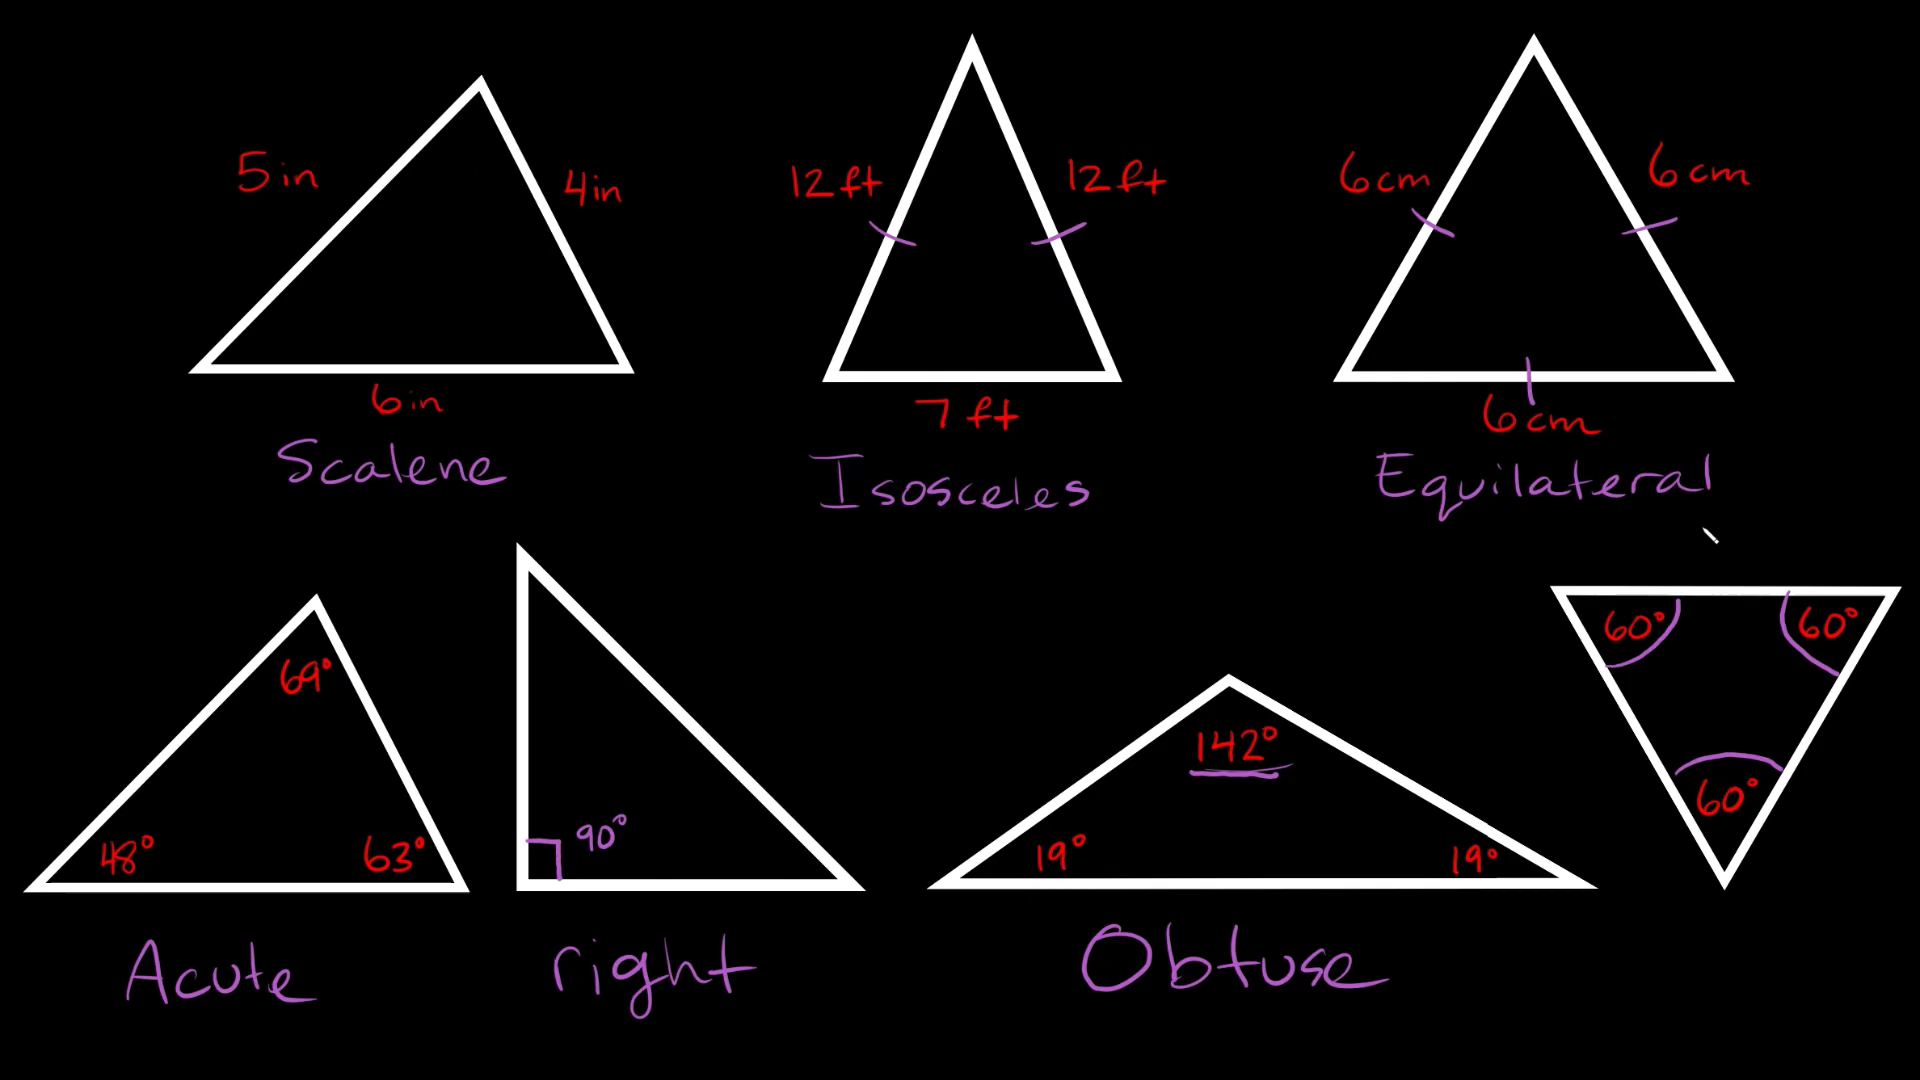 5in
4in
6in
Scalene
12ft
12ft
7ft
Isosceles
6cm
6cm
6cm
Equilateral
69°
48°
63°
Acute
90°
right
142°
19°
19°
Obtuse
60°
60°
60°